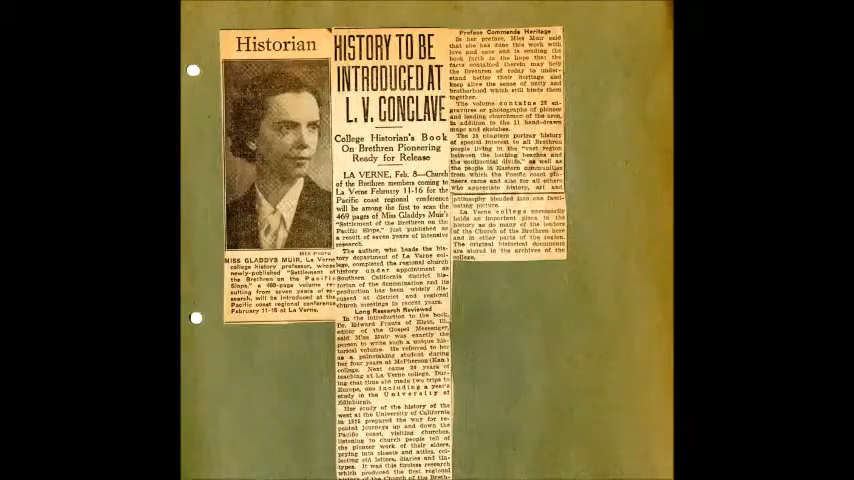 Historian
MISS GLADDYS MUIR, La Verne
college history professor, whose
newly-published "Settlement of
the Brethren on the Pacific
Slope," a 469-page volume re-
sulting from seven years of re-
search, will be introduced at the
Pacific coast regional conference
February 11-16 at La Verne.
HISTORY TO BE
INTRODUCED AT
L. V. CONCLAVE
College Historian's Book
On Brethren Pioneering
Ready for Release
LA VERNE, Feb. 8—Church
of the Brethren members coming to
La Verne February 11-16 for the
Pacific coast regional conference
will be among the first to scan the
469 pages of Miss Gladdys Muir's
"Settlement of the Brethren on the
Pacific Slope," just published as
a result of seven years of intensive
research.
The author, who heads the his-
tory department of La Verne col-
lege, completed the regional church
history under appointment as
Southern California district his-
torian of the denomination and its
production has been widely dis-
cussed at district and regional
church meetings in recent years.
Long Research Reviewed
In the introduction to the book,
Dr. Edward Frantz of Elgin, Ill.,
editor of the Gospel Messenger,
said Miss Muir was exactly the
person to write such a unique his-
torical volume. He referred to her
as a painstaking student during
her four years at McPherson (Kan.)
college. Next came 25 years of
teaching at La Verne college. Dur-
ing that time she made two trips to
Europe, one including a year's
study in the University of
Edinburgh.
Her study of the history of the
west at the University of California
in 1925 prepared the way for re-
peated journeys up and down the
Pacific coast, visiting churches,
listening to church people tell of
the pioneer work of their elders,
prying into closets and attics, col-
lecting old letters, diaries and tin-
types. It was this tireless research
which produced the first regional
history of the Church of the Breth-
Preface Commends Heritage
In her preface, Miss Muir said
that she has done this work with
love and care and is sending the
book forth in the hope that the
facts contained therein may help
the Brethren of today to under-
stand better their heritage and
keep alive the sense of unity and
brotherhood which still binds them
together.
The volume contains 28 en-
gravures or photographs of pioneer
and leading churchmen of the area,
in addition to the 11 hand-drawn
maps and sketches.
The 25 chapters portray history
of special interest to all Brethren
people living in the "vast region
between the bathing beaches and
the continental divide," as well as
the people in Eastern communities
from which the Pacific coast pio-
neers came and also for all others
who appreciate history, art and
philosophy blended into one fasci-
nating picture.
La Verne college necessarily
holds an important place in the
history as do many of the leaders
of the Church of the Brethren here
and in other parts of the region.
The original historical documents
are stored in the archives of the
college.